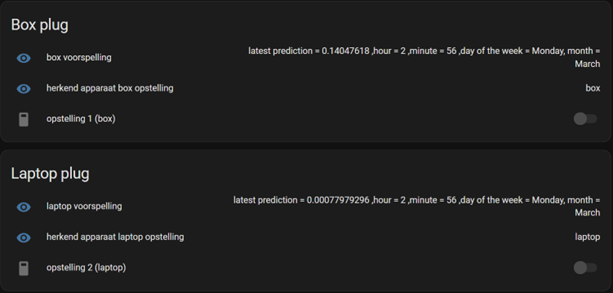 Box plug
box voorspelling
latest prediction = 0.14047618 ,hour = 2 ,minute = 56 ,day of the week = Monday, month =
March
herkend apparaat box opstelling
box
opstelling 1 (box)
Laptop plug
laptop voorspelling
latest prediction = 0.00077979296 ,hour = 2 ,minute = 56 ,day of the week = Monday, month =
March
herkend apparaat laptop opstelling
laptop
opstelling 2 (laptop)